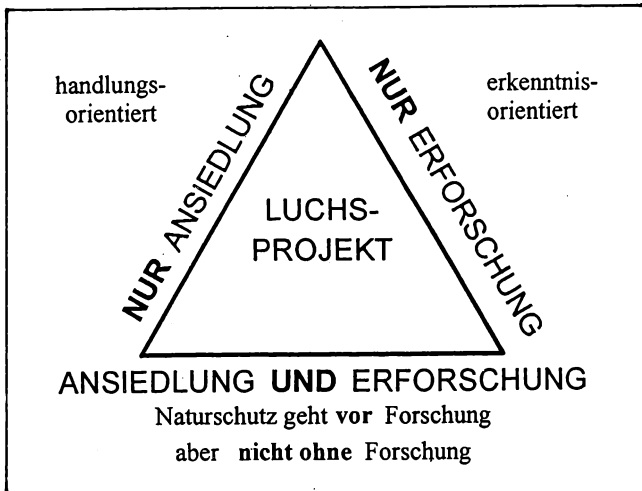 handlungs-
orientiert
NUR ANSIEDLUNG
NUR ERFORSCHUNG
erkenntnis-
orientiert
LUCHS-
PROJEKT
ANSIEDLUNG UND ERFORSCHUNG
Naturschutz geht vor Forschung
aber nicht ohne Forschung